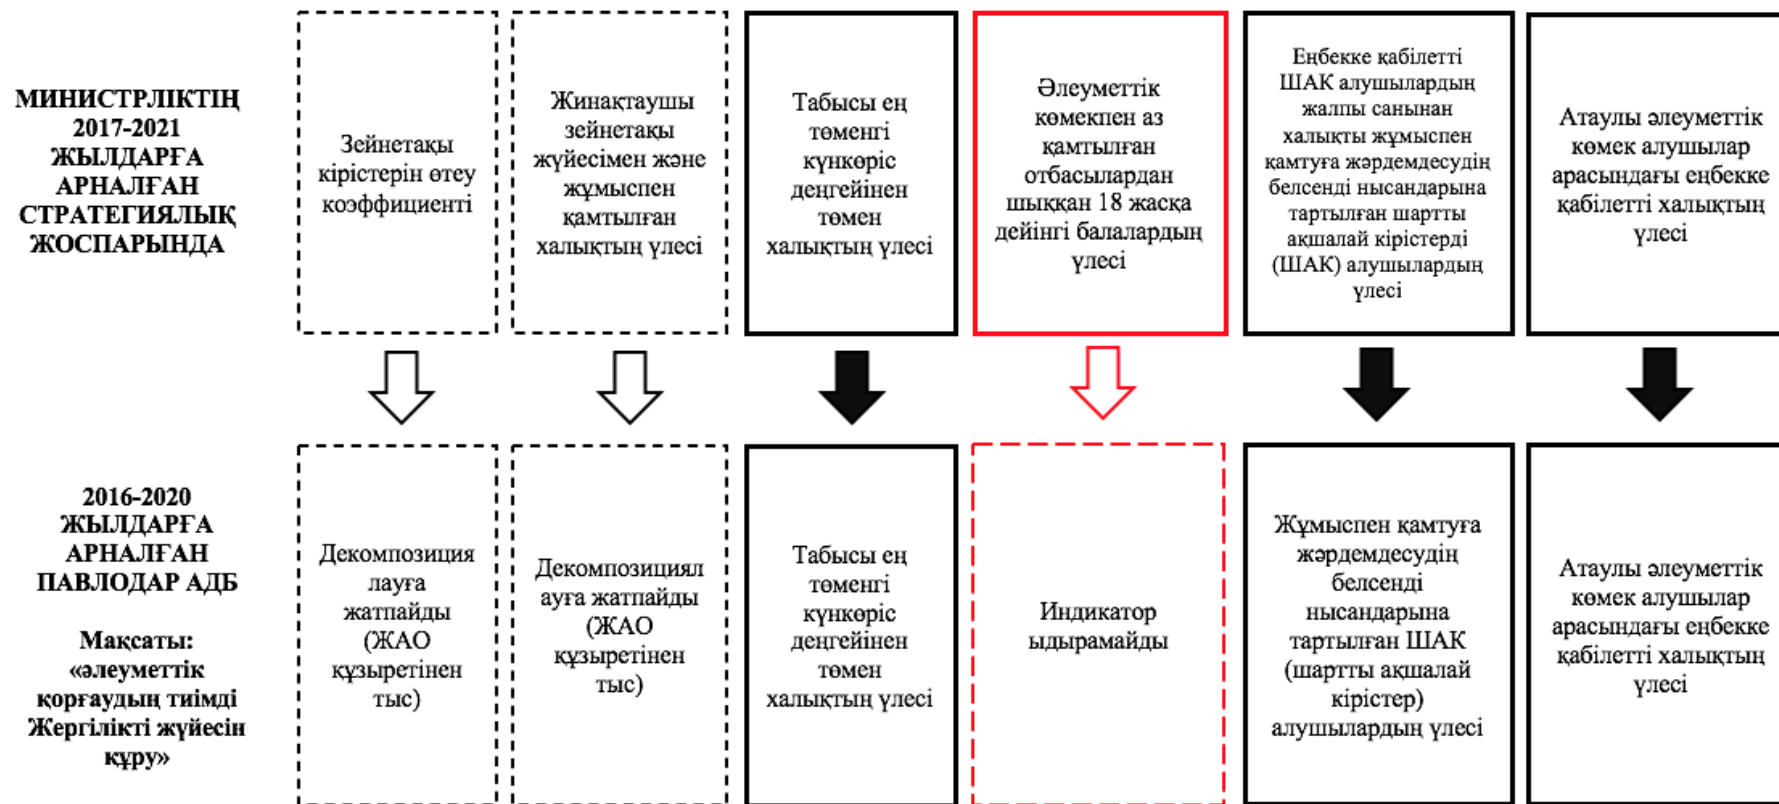 МИНИСТРЛІКТІҢ
2017-2021
ЖЫЛДАРҒА
АРНАЛҒАН
СТРАТЕГИЯЛЫҚ
ЖОСПАРЫНДА
Зейнетақы
кірістерін өтеу
коэффициенті
Жинақтаушы
зейнетақы
жүйесімен және
жұмыспен
қамтылған
халықтың үлесі
Табысы ең
төменгі
күнкөріс
деңгейінен
төмен
халықтың үлесі
Әлеуметтік
көмекпен аз
қамтылған
отбасылардан
шыққан 18 жасқа
дейінгі балалардың
үлесі
Еңбекке қабілетті
ШАК алушылардың
жалпы санынан
халықты жұмыспен
қамтуға жәрдемдесудің
белсенді нысандарына
тартылған шартты
ақшалай кірістерді
(ШАК) алушылардың
үлесі
Атаулы әлеуметтік
көмек алушылар
арасындағы еңбекке
қабілетті халықтың
үлесі
2016-2020
ЖЫЛДАРҒА
АРНАЛҒАН
ПАВЛОДАР АДБ
Мақсаты:
«әлеуметтік
қорғаудың тиімді
Жергілікті жүйесін
құру»
Декомпозиция
лауға
жатпайды
(ЖАО
құзыретінен
тыс)
Декомпозициял
ауға жатпайды
(ЖАО
құзыретінен
тыс)
Табысы ең
төменгі
күнкөріс
деңгейінен
төмен
халықтың үлесі
Индикатор
ыдырамайды
Жұмыспен қамтуға
жәрдемдесудің
белсенді
нысандарына
тартылған ШАК
(шартты ақшалай
кірістер)
алушылардың үлесі
Атаулы әлеуметтік
көмек алушылар
арасындағы еңбекке
қабілетті халықтың
үлесі